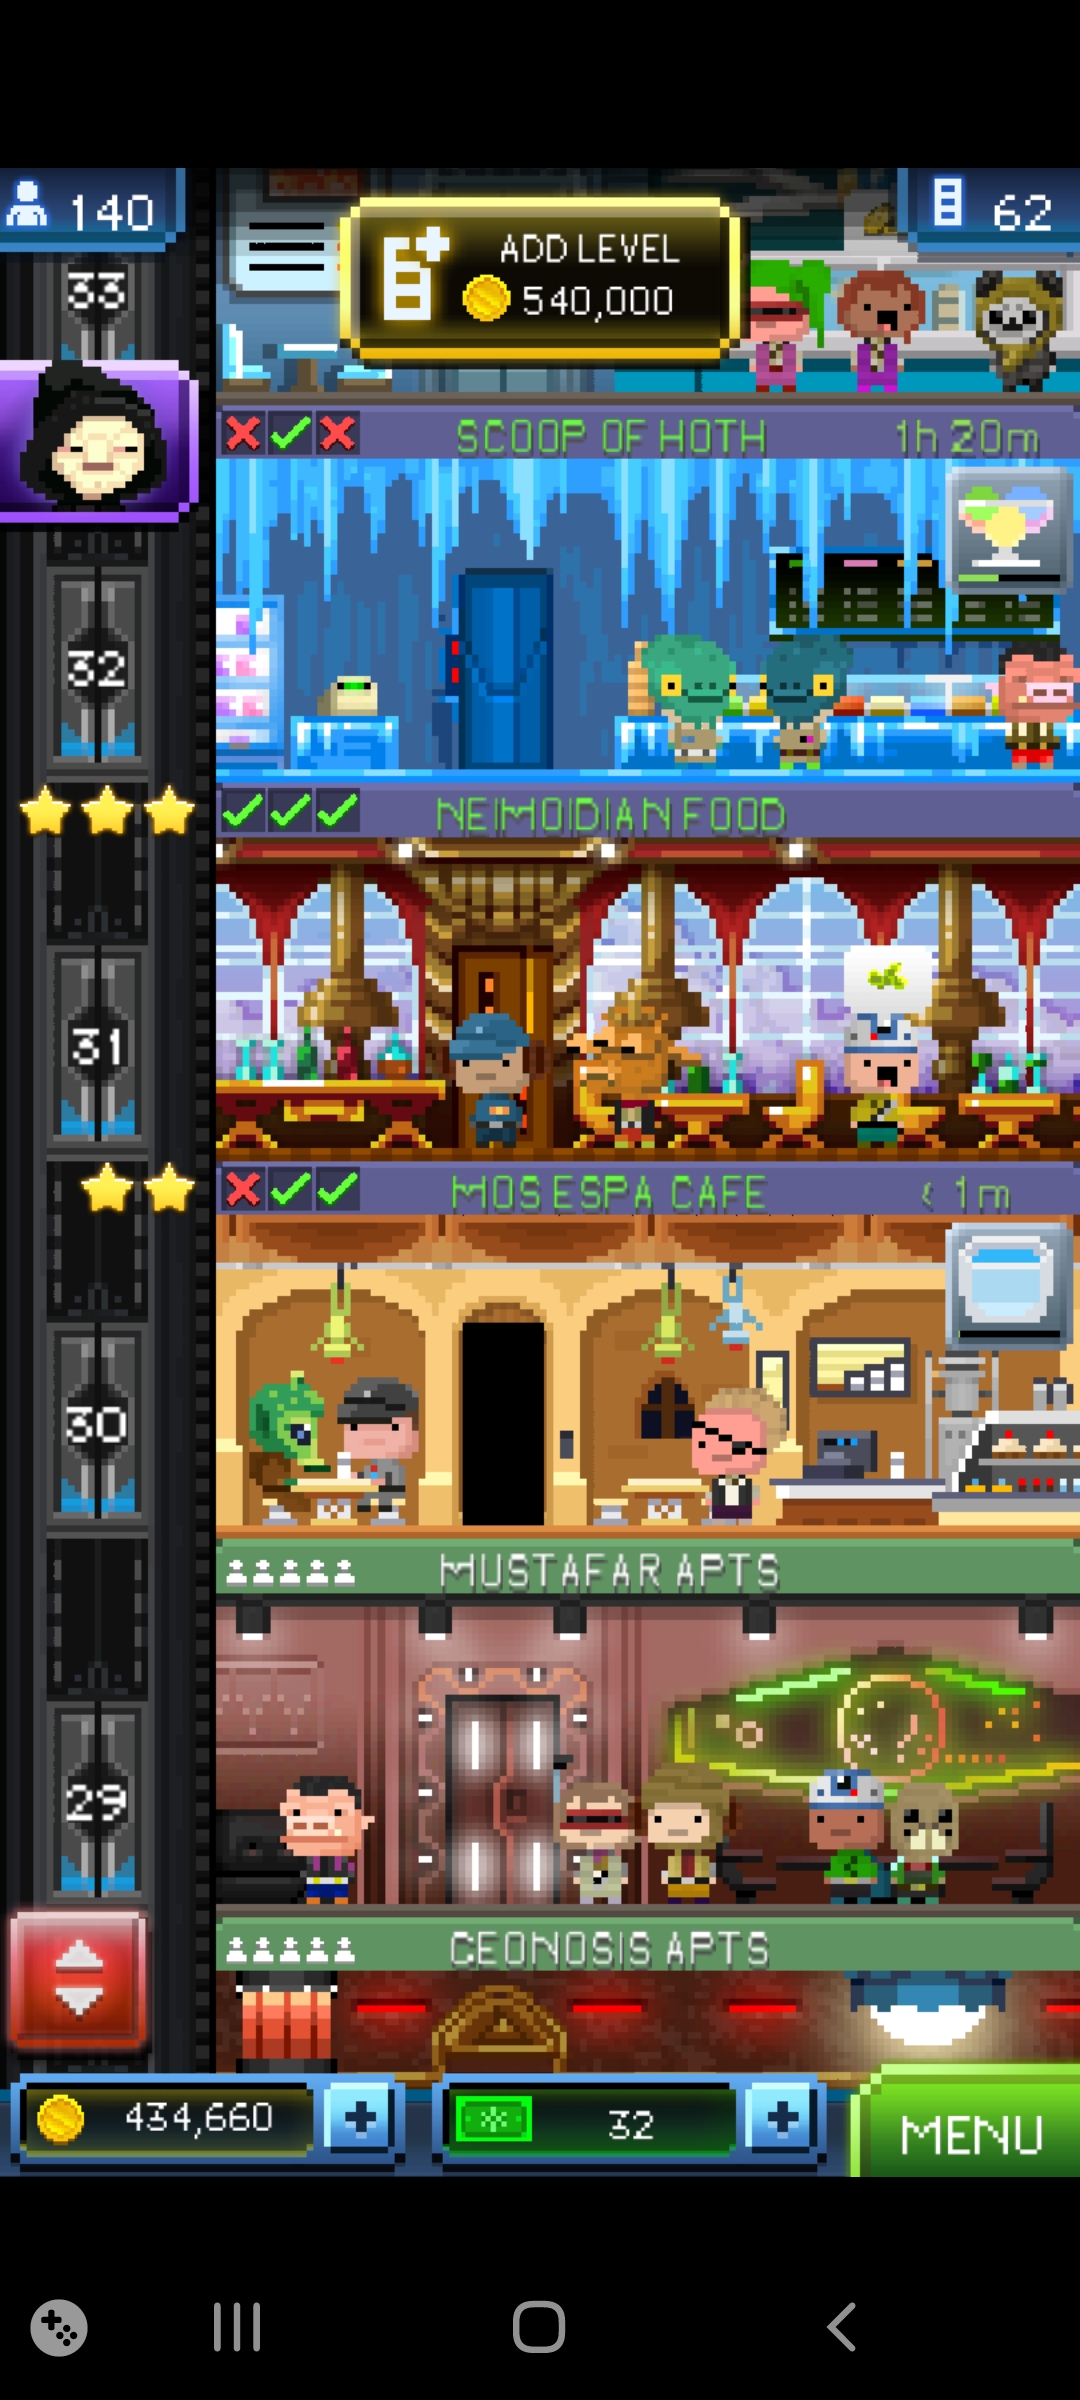 140
ADD LEVEL
540,000
62
33
SCOOP OF HOTH
1h 20m
32
NEIMOIDIAN FOOD
31
MOS ESPA CAFE
< 1m
30
MUSTAFAR APTS
29
GEONOSIS APTS
434,660
32
MENU